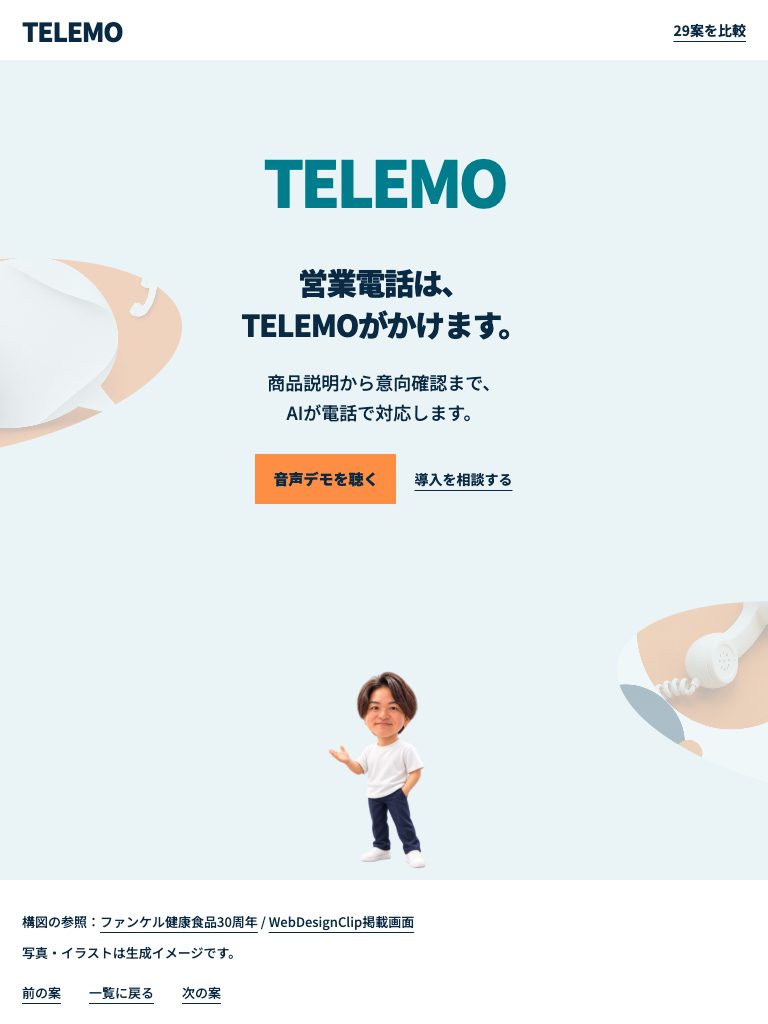 TELEMO
29案を比較
TELEMO
営業電話は、
TELEMOがかけます。
商品説明から意向確認まで、
AIが電話で対応します。
音声デモを聴く
導入を相談する
構図の参照：ファンケル健康食品30周年 / WebDesignClip掲載画面
写真・イラストは生成イメージです。
前の案
一覧に戻る
次の案